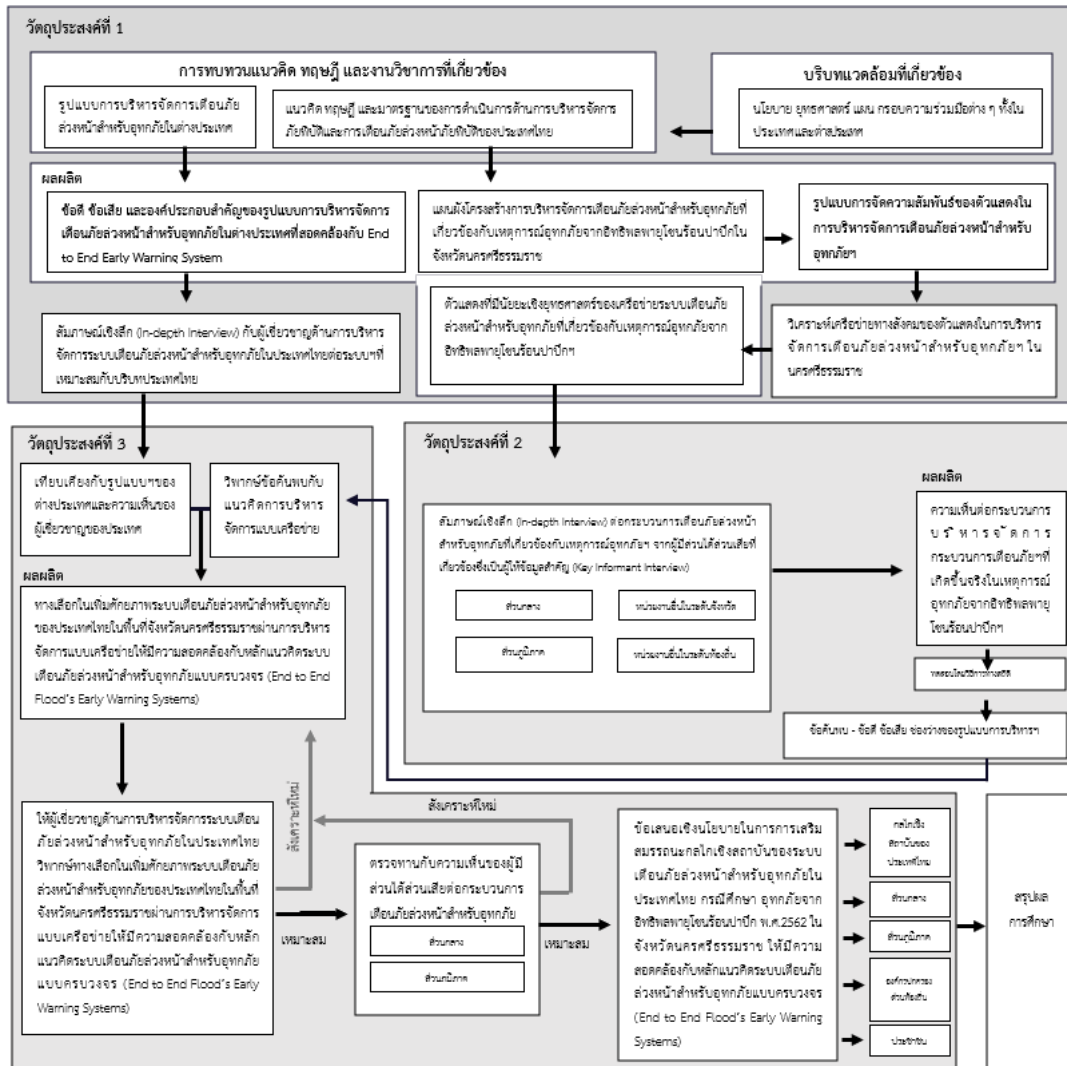 วัตถุประสงค์ที่ 1
การทบทวนแนวคิด ทฤษฎี และงานวิชาการที่เกี่ยวข้อง
รูปแบบการบริหารจัดการเตือนภัย
ล่วงหน้าสำหรับอุทกภัยในต่างประเทศ
แนวคิด ทฤษฎี และมาตรฐานของการดำเนินการด้านการบริหารจัดการ
ภัยพิบัติและการเตือนภัยล่วงหน้าภัยพิบัติของประเทศไทย
บริบทแวดล้อมที่เกี่ยวข้อง
นโยบาย ยุทธศาสตร์ แผน กรอบความร่วมมือต่าง ๆ ทั้งใน
ประเทศและต่างประเทศ
ผลผลิต
ข้อดี ข้อเสีย และองค์ประกอบสำคัญของรูปแบบการบริหารจัดการ
เตือนภัยล่วงหน้าสำหรับอุทกภัยในต่างประเทศที่สอดคล้องกับ End
to End Early Warning System
แผนผังโครงสร้างการบริหารจัดการเตือนภัยล่วงหน้าสำหรับอุทกภัยที่
เกี่ยวข้องกับเหตุการณ์อุทกภัยจากอิทธิพลพายุโซนร้อนปาบึกใน
จังหวัดนครศรีธรรมราช
รูปแบบการจัดความสัมพันธ์ของตัวแสดงใน
การบริหารจัดการเตือนภัยล่วงหน้าสำหรับ
อุทกภัยฯ
สัมภาษณ์เชิงลึก (In-depth Interview) กับผู้เชี่ยวชาญด้านการบริหาร
จัดการระบบเตือนภัยล่วงหน้าสำหรับอุทกภัยในประเทศไทยต่อระบบฯที่
เหมาะสมกับปริบทประเทศไทย
ตัวแสดงที่มีนัยยะเชิงยุทธศาสตร์ของเครือข่ายระบบเตือนภัย
ล่วงหน้าสำหรับอุทกภัยที่เกี่ยวข้องกับเหตุการณ์อุทกภัยจาก
อิทธิพลพายุโซนร้อนปาบึกฯ
วิเคราะห์เครือข่ายทางสังคมของตัวแสดงในการบริหาร
จัดการเตือนภัยล่วงหน้าสำหรับอุทกภัยฯ ใน
นครศรีธรรมราช
วัตถุประสงค์ที่ 3
เทียบเคียงกับรูปแบบฯของ
ต่างประเทศและความเห็นของ
ผู้เชี่ยวชาญของประเทศ
วิพากษ์ข้อค้นพบกับ
แนวคิดการบริหาร
จัดการแบบเครือข่าย
ผลผลิต
ทางเลือกในเพิ่มศักยภาพระบบเตือนภัยล่วงหน้าสำหรับอุทกภัย
ของประเทศไทยในพื้นที่จังหวัดนครศรีธรรมราชผ่านการบริหาร
จัดการแบบเครือข่ายให้มีความสอดคล้องกับหลักแนวคิดระบบ
เตือนภัยล่วงหน้าสำหรับอุทกภัยแบบครบวงจร (End to End
Flood's Early Warning Systems)
วัตถุประสงค์ที่ 2
สัมภาษณ์เชิงลึก (In-depth Interview) ต่อกระบวนการเตือนภัยล่วงหน้า
สำหรับอุทกภัยที่เกี่ยวข้องกับเหตุการณ์อุทกภัยฯ จากผู้มีส่วนได้ส่วนเสียที่
เกี่ยวข้องซึ่งเป็นผู้ให้ข้อมูลสำคัญ (Key Informant Interview)
ส่วนกลาง
หน่วยงานอื่นในระดับจังหวัด
ส่วนภูมิภาค
หน่วยงานอื่นในระดับท้องถิ่น
ผลผลิต
ความเห็นต่อกระบวนการ
บริหารจัดการ
กระบวนการเตือนภัยฯที่
เกิดขึ้นจริงในเหตุการณ์
อุทกภัยจากอิทธิพลพายุ
โซนร้อนปาบึกฯ
ทดสอบโดยวิธีการทางสถิติ
ข้อค้นพบ - ข้อดี ข้อเสีย ช่องว่างของรูปแบบการบริหารฯ
สังเคราะห์ใหม่
สังเคราะห์ใหม่
ให้ผู้เชี่ยวชาญด้านการบริหารจัดการระบบเตือน
ภัยล่วงหน้าสำหรับอุทกภัยในประเทศไทย
วิพากษ์ทางเลือกในเพิ่มศักยภาพระบบเตือนภัย
ล่วงหน้าสำหรับอุทกภัยของประเทศไทยในพื้นที่
จังหวัดนครศรีธรรมราชผ่านการบริหารจัดการ
แบบเครือข่ายให้มีความสอดคล้องกับหลัก
แนวคิดระบบเตือนภัยล่วงหน้าสำหรับอุทกภัย
แบบครบวงจร (End to End Flood's Early
Warning Systems)
เหมาะสม
ตรวจทานกับความเห็นของผู้มี
ส่วนได้ส่วนเสียต่อกระบวนการ
เตือนภัยล่วงหน้าสำหรับอุทกภัย
ส่วนกลาง
ส่วนภูมิภาค
เหมาะสม
ข้อเสนอเชิงนโยบายในการการเสริม
สมรรถนะกลไกเชิงสถาบันของระบบ
เตือนภัยล่วงหน้าสำหรับอุทกภัยใน
ประเทศไทย กรณีศึกษา อุทกภัยจาก
อิทธิพลพายุโซนร้อนปาบึก พ.ศ.2562 ใน
จังหวัดนครศรีธรรมราช ให้มีความ
สอดคล้องกับหลักแนวคิดระบบเตือนภัย
ล่วงหน้าสำหรับอุทกภัยแบบครบวงจร
(End to End Flood's Early Warning
Systems)
กลไกเชิง
สถาบันของ
ประเทศไทย
ส่วนกลาง
ส่วนภูมิภาค
องค์กรปกครอง
ส่วนท้องถิ่น
ประชาชน
สรุปผล
การศึกษา